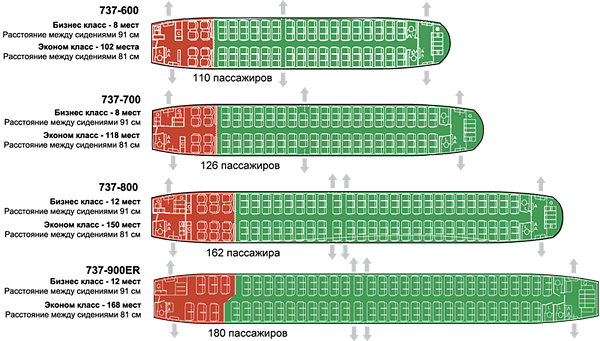 737-600
Бизнес класс - 8 мест
Расстояние между сидениями 91 см
Эконом класс - 102 места
Расстояние между сидениями 81 см
110 пассажиров
737-700
Бизнес класс - 8 мест
Расстояние между сидениями 91 см
Эконом класс - 118 мест
Расстояние между сидениями 81 см
126 пассажиров
737-800
Бизнес класс - 12 мест
Расстояние между сидениями 91 см
Эконом класс - 150 мест
Расстояние между сидениями 81 см
162 пассажира
737-900ER
Бизнес класс - 12 мест
Расстояние между сидениями 91 см
Эконом класс - 168 мест
Расстояние между сидениями 81 см
180 пассажиров